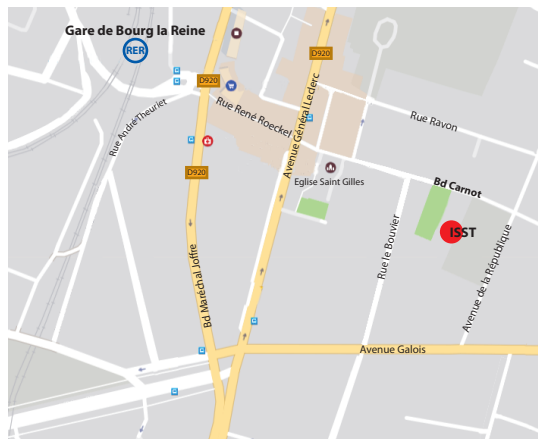 Gare de Bourg la Reine
RER
D920
D920
Rue André Theuriet
Rue René Roeckel
Avenue Général Leclerc
Rue Ravon
D920
Eglise Saint Gilles
Bd Carnot
ISST
Rue le Bouvier
Avenue de la République
Bd Maréchal Joffre
Avenue Galois